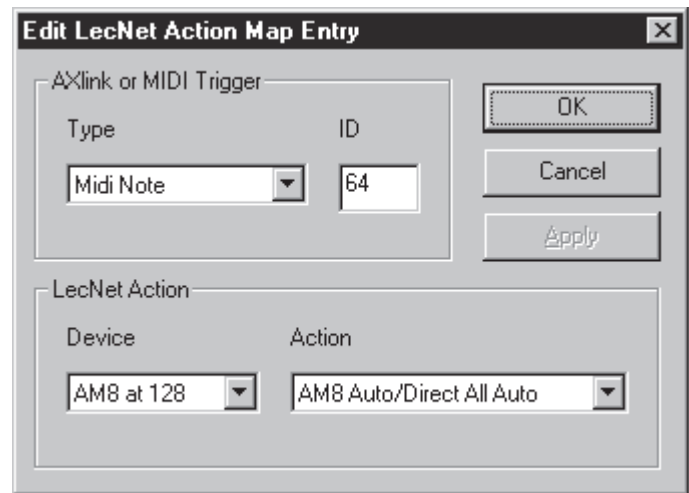 Edit LecNet Action Map Entry
AXlink or MIDI Trigger
Type
ID
Midi Note
64
OK
Cancel
Apply
LecNet Action
Device
Action
AM8 at 128
AM8 Auto/Direct All Auto